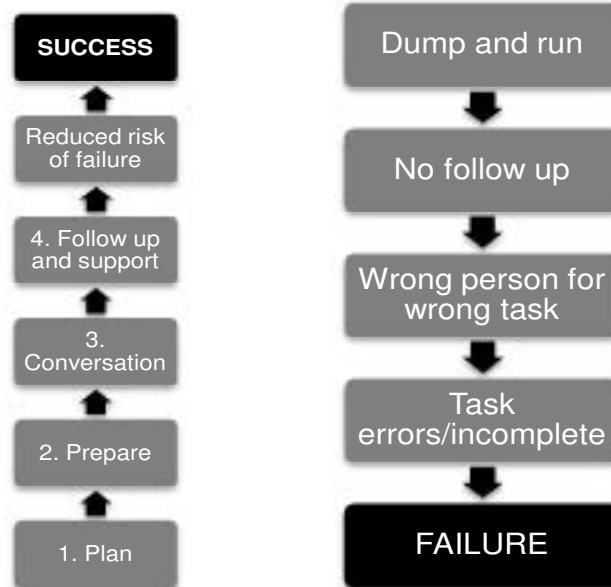 SUCCESS
Reduced risk
of failure
4. Follow up
and support
3.
Conversation
2. Prepare
1. Plan
Dump and run
No follow up
Wrong person for
wrong task
Task
errors/incomplete
FAILURE